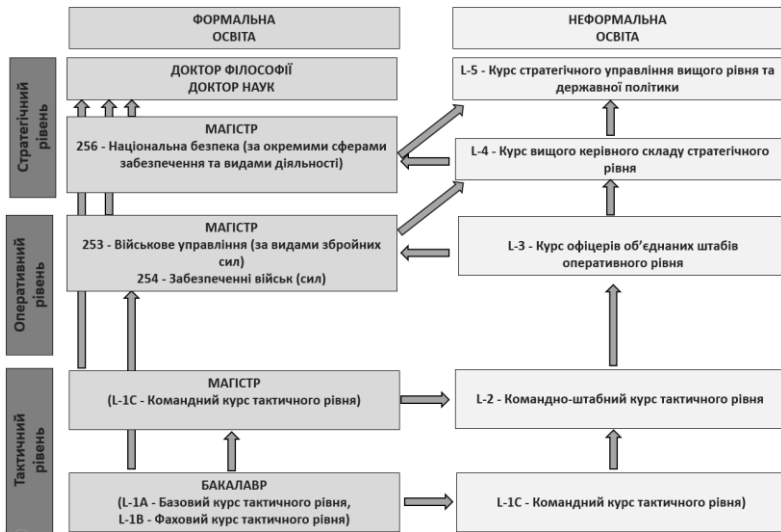 ФОРМАЛЬНА
ОСВІТА
НЕФОРМАЛЬНА
ОСВІТА
Стратегічний
рівень
ДОКТОР ФІЛОСОФІЇ
ДОКТОР НАУК
L-5 - Курс стратегічного управління вищого рівня та
державної політики
МАГІСТР
256 - Національна безпека (за окремими сферами
забезпечення та видами діяльності)
L-4 - Курс вищого керівного складу стратегічного
рівня
Оперативний
рівень
МАГІСТР
253 - Військове управління (за видами збройних
сил)
254 - Забезпеченні військ (сил)
L-3 - Курс офіцерів об’єднаних штабів
оперативного рівня
Тактичний
рівень
МАГІСТР
(L-1C - Командний курс тактичного рівня)
L-2 - Командно-штабний курс тактичного рівня
БАКАЛАВР
(L-1A - Базовий курс тактичного рівня,
L-1B - Фаховий курс тактичного рівня)
L-1C - Командний курс тактичного рівня)